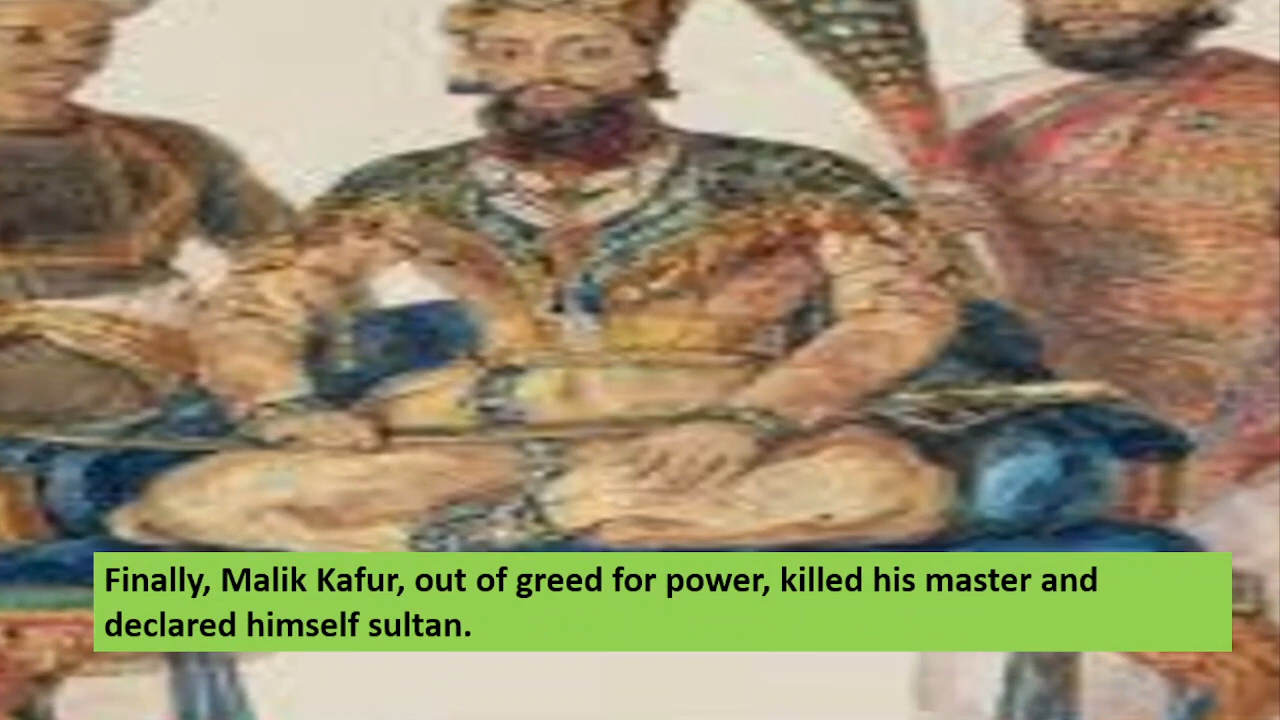 Finally, Malik Kafur, out of greed for power, killed his master and
declared himself sultan.